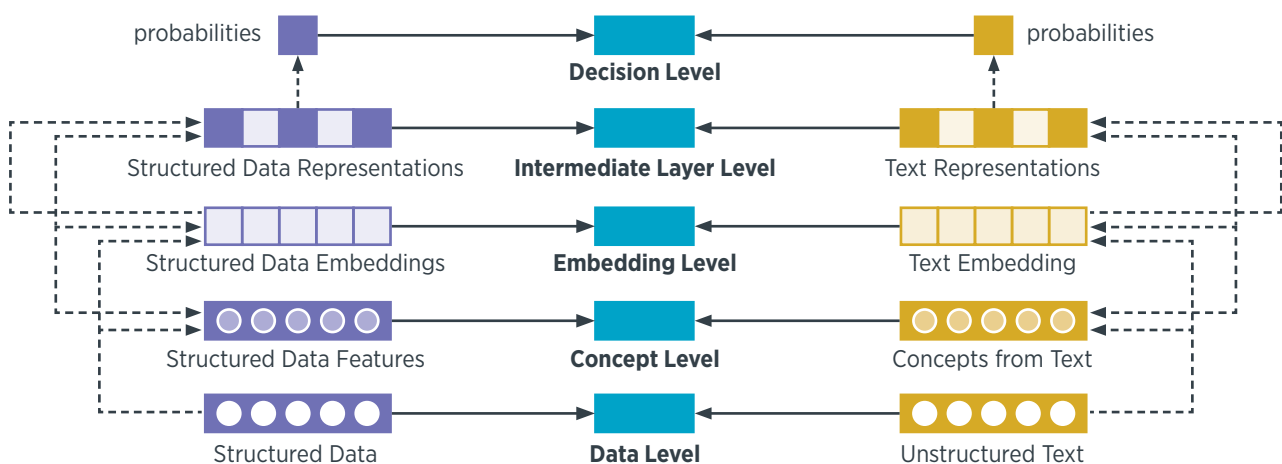 probabilities
probabilities
Decision Level
Structured Data Representations
Intermediate Layer Level
Text Representations
Structured Data Embeddings
Embedding Level
Text Embedding
Structured Data Features
Concept Level
Concepts from Text
Structured Data
Data Level
Unstructured Text